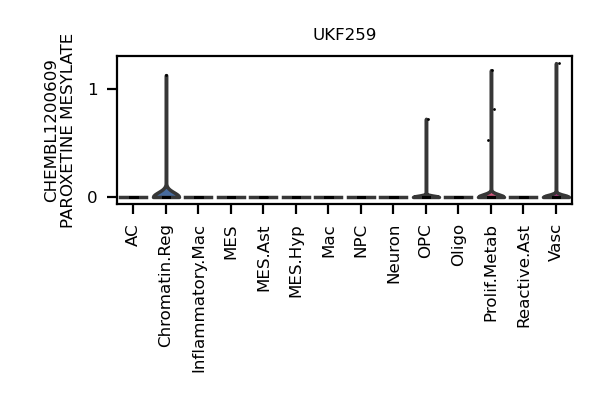 UKF259
CHEMBL1200609
PAROXETINE MESYLATE
1
0
AC
Chromatin.Reg
Inflammatory.Mac
MES
MES.Ast
MES.Hyp
Mac
NPC
Neuron
OPC
Oligo
Prolif.Metab
Reactive.Ast
Vasc